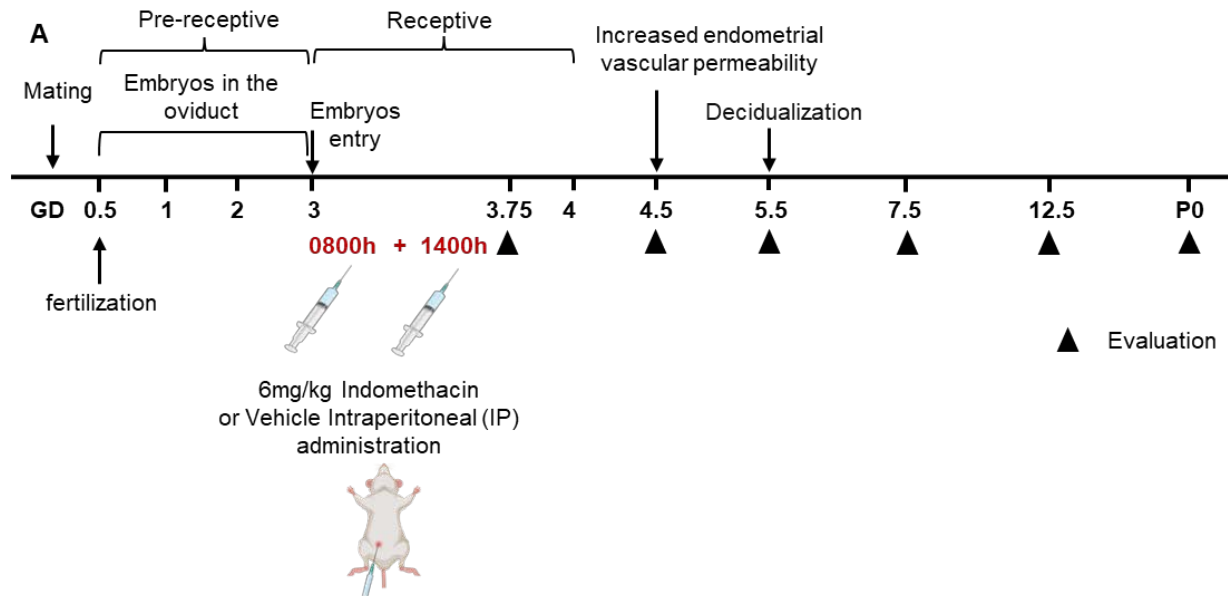 A
Pre-receptive
Receptive
Increased endometrial
vascular permeability
Mating
Embryos in the
oviduct
Embryos
entry
Decidualization
GD 0.5 1 2 3 3.75 4 4.5 5.5 7.5 12.5 P0
0800h + 1400h
fertilization
Evaluation
6mg/kg Indomethacin
or Vehicle Intraperitoneal (IP)
administration